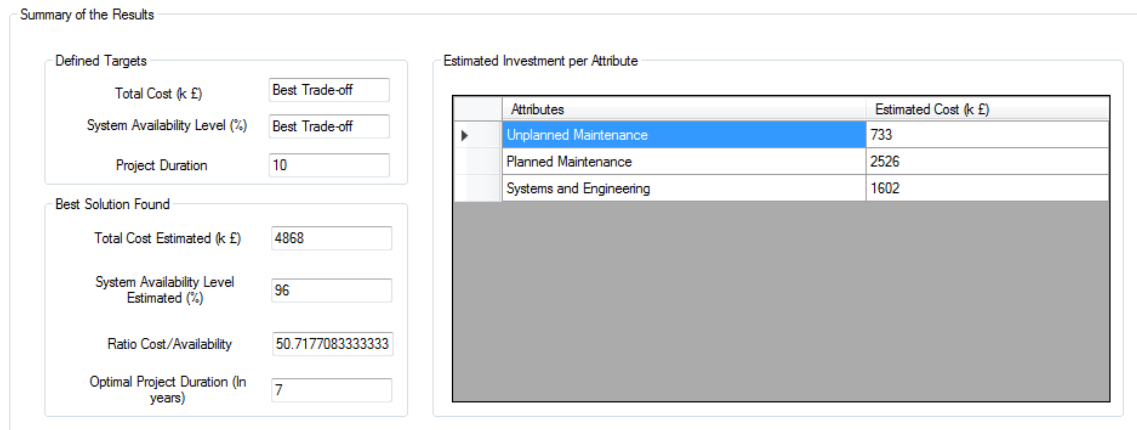 Summary of the Results
Defined Targets
Total Cost (k £)
Best Trade-off
System Availability Level (%)
Best Trade-off
Project Duration
10
Best Solution Found
Total Cost Estimated (k £)
4868
System Availability Level
Estimated (%)
96
Ratio Cost/Availability
50.7177083333333
Optimal Project Duration (In
years)
7
Estimated Investment per Attribute
Attributes
Estimated Cost (k £)
Unplanned Maintenance
733
Planned Maintenance
2526
Systems and Engineering
1602